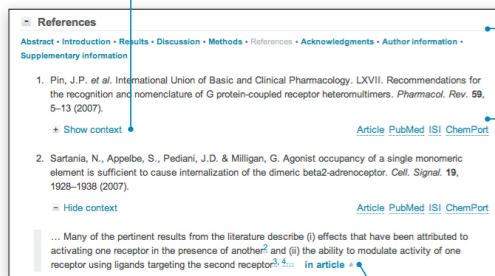 References
Abstract • Introduction • Results • Discussion • Methods • References • Acknowledgments • Author information •
Supplementary information
1. Pin, J.P. et al. International Union of Basic and Clinical Pharmacology. LXVII. Recommendations for
the recognition and nomenclature of G protein-coupled receptor heteromultimers. Pharmacol. Rev. 59,
5–13 (2007).
+ Show context Article PubMed ISI ChemPort
2. Sartania, N., Appelbe, S., Pediani, J.D. & Milligan, G. Agonist occupancy of a single monomeric
element is sufficient to cause internalization of the dimeric beta2-adrenoceptor. Cell. Signal. 19,
1928–1938 (2007).
− Hide context Article PubMed ISI ChemPort
... Many of the pertinent results from the literature describe (i) effects that have been attributed to
activating one receptor in the presence of another2 and (ii) the ability to modulate activity of one
receptor using ligands targeting the second receptor3, 4... in article